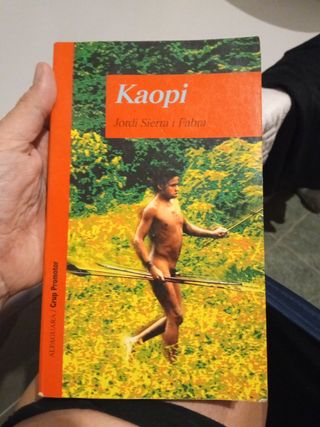 Kaopi
Jordi Sierra i Fabra
ALFAGUARA / Grup Promotor